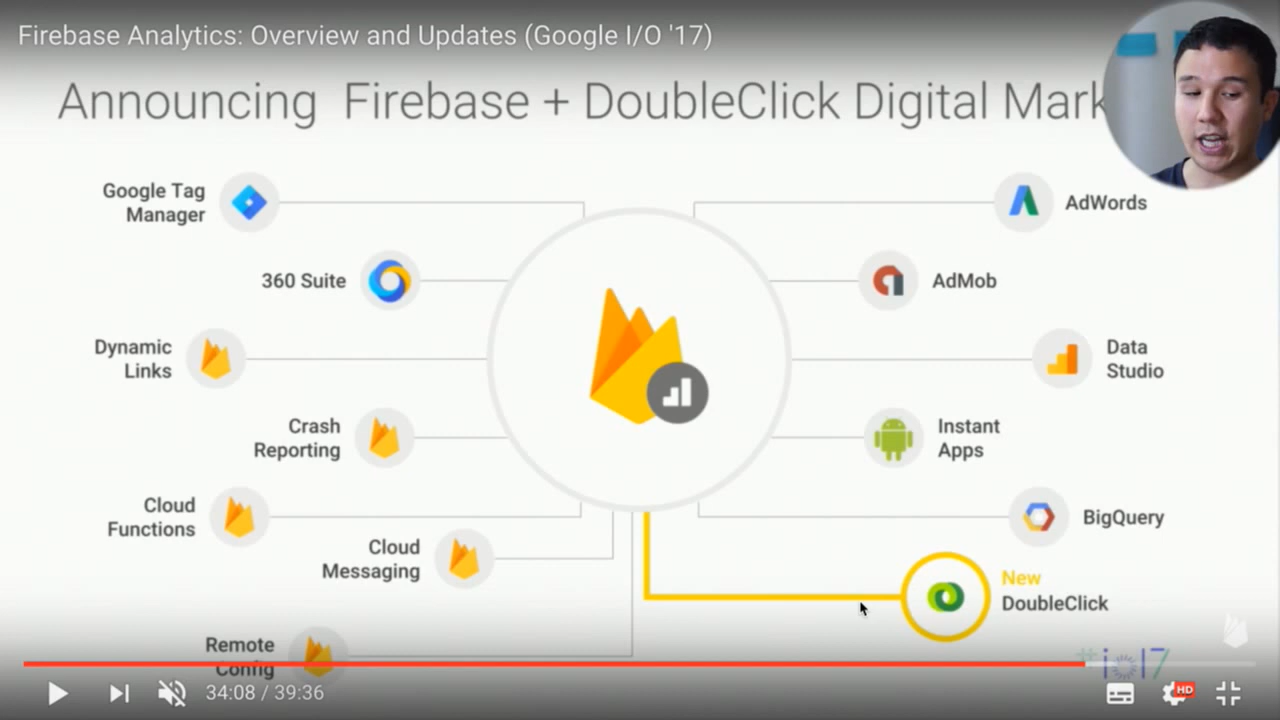 Firebase Analytics: Overview and Updates (Google I/O '17)
Announcing Firebase + DoubleClick Digital Mark
Google Tag
Manager
AdWords
360 Suite
AdMob
Dynamic
Links
Data
Studio
Crash
Reporting
Instant
Apps
Cloud
Functions
BigQuery
Cloud
Messaging
New
DoubleClick
Remote
Config
#io17
34:08 / 39:36
HD